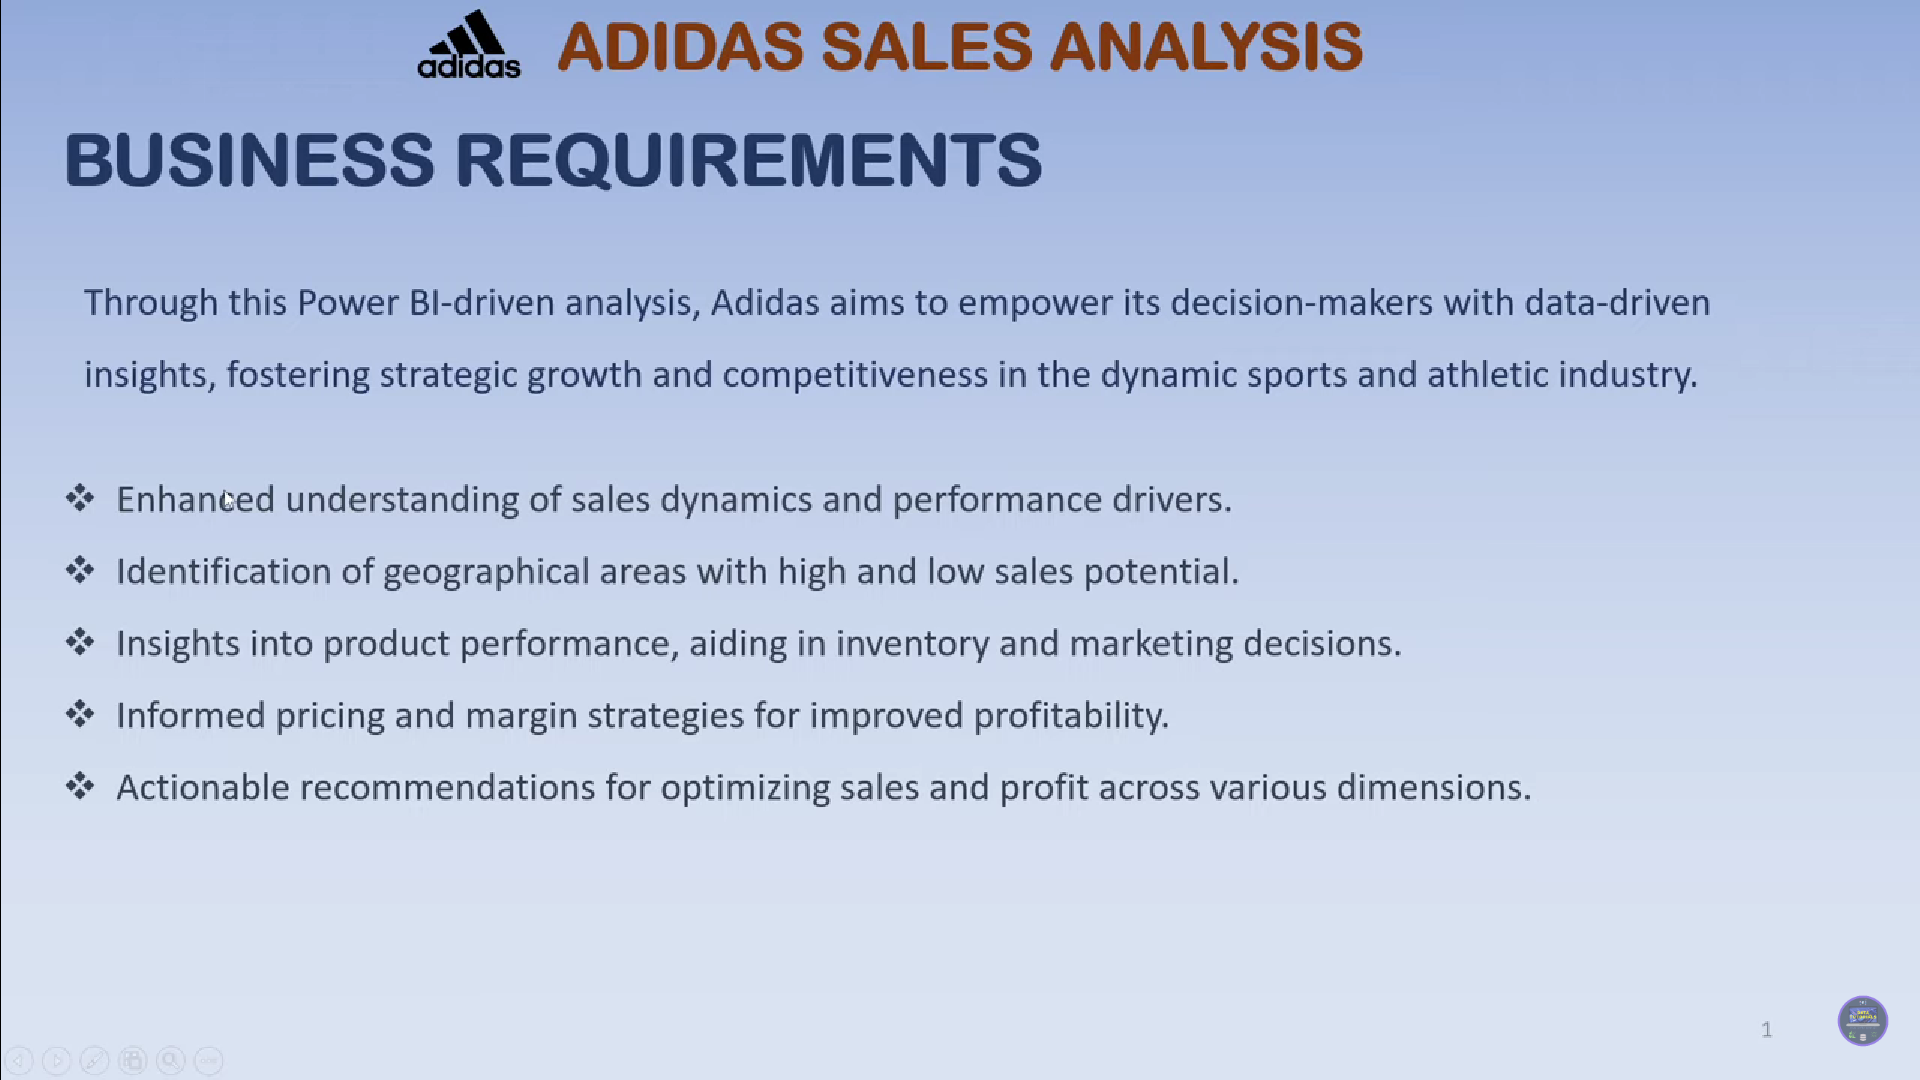 adidas
ADIDAS SALES ANALYSIS
BUSINESS REQUIREMENTS
Through this Power BI-driven analysis, Adidas aims to empower its decision-makers with data-driven
insights, fostering strategic growth and competitiveness in the dynamic sports and athletic industry.
❖ Enhanced understanding of sales dynamics and performance drivers.
❖ Identification of geographical areas with high and low sales potential.
❖ Insights into product performance, aiding in inventory and marketing decisions.
❖ Informed pricing and margin strategies for improved profitability.
❖ Actionable recommendations for optimizing sales and profit across various dimensions.
1